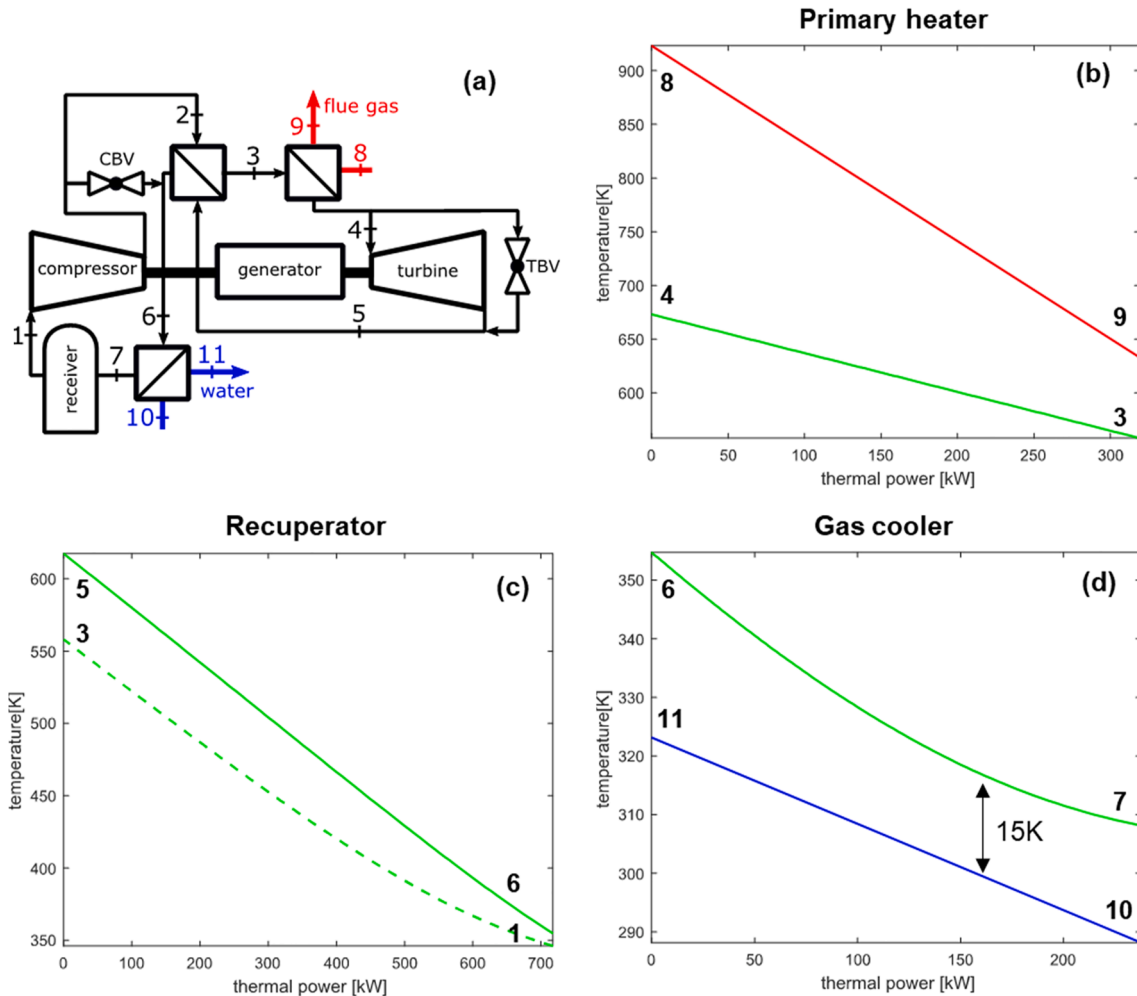 (a)
2
flue gas
9
8
CBV
3
4
compressor
generator
turbine
TBV
6
5
1
7
11
water
receiver
10
Primary heater
(b)
8
4
9
3
900
850
800
750
700
650
600
temperature[K]
0 50 100 150 200 250 300
thermal power [kW]
Recuperator
(c)
5
3
6
1
600
550
500
450
400
350
temperature[K]
0 100 200 300 400 500 600 700
thermal power [kW]
Gas cooler
(d)
6
11
7
15K
10
350
340
330
320
310
300
290
temperature[K]
0 50 100 150 200
thermal power [kW]